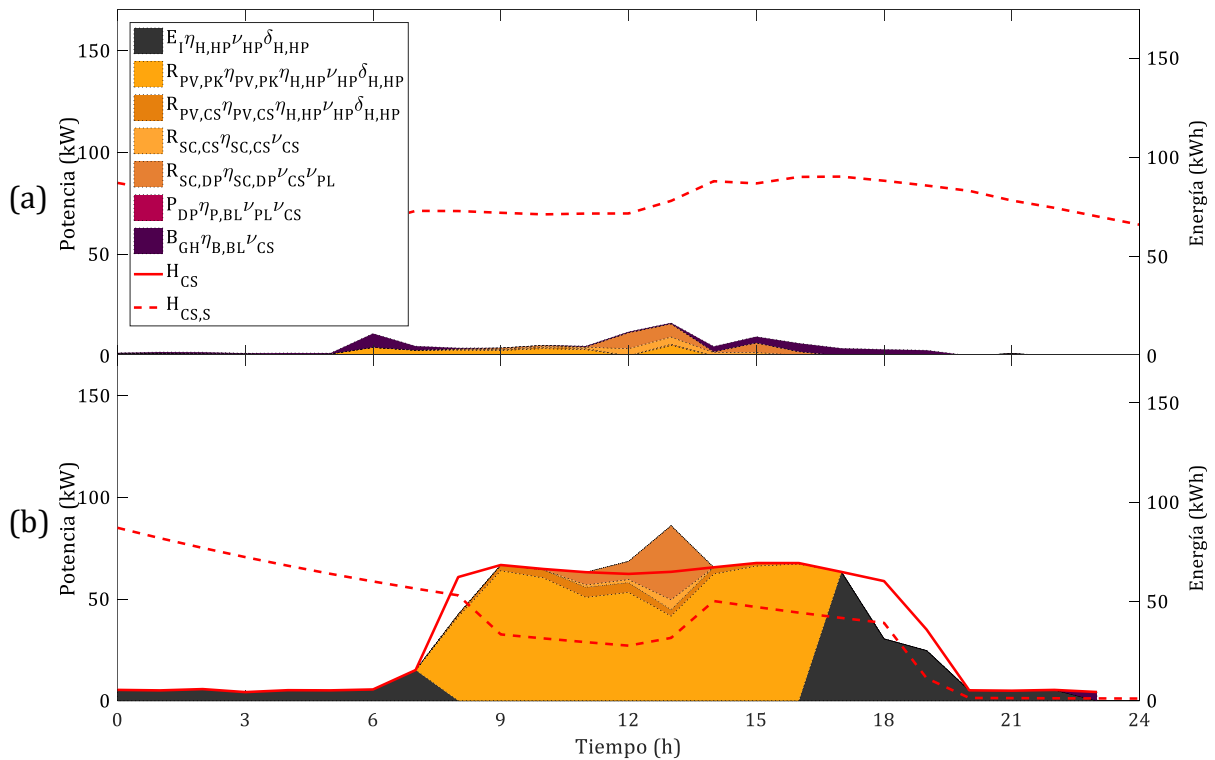 (a)
Potencia (kW)
150
100
50
0
E_I η_H,HP ν_HP δ_H,HP
R_PV,PK η_PV,PK η_H,HP ν_HP δ_H,HP
R_PV,CS η_PV,CS η_H,HP ν_HP δ_H,HP
R_SC,CS η_SC,CS ν_CS
R_SC,DP η_SC,DP ν_CS ν_PL
P_DP η_P,BL ν_PL ν_CS
B_GH η_B,BL ν_CS
H_CS
H_CS,S
150
100
50
0
Energía (kWh)
(b)
Potencia (kW)
150
100
50
0
150
100
50
0
Energía (kWh)
0 3 6 9 12 15 18 21 24
Tiempo (h)